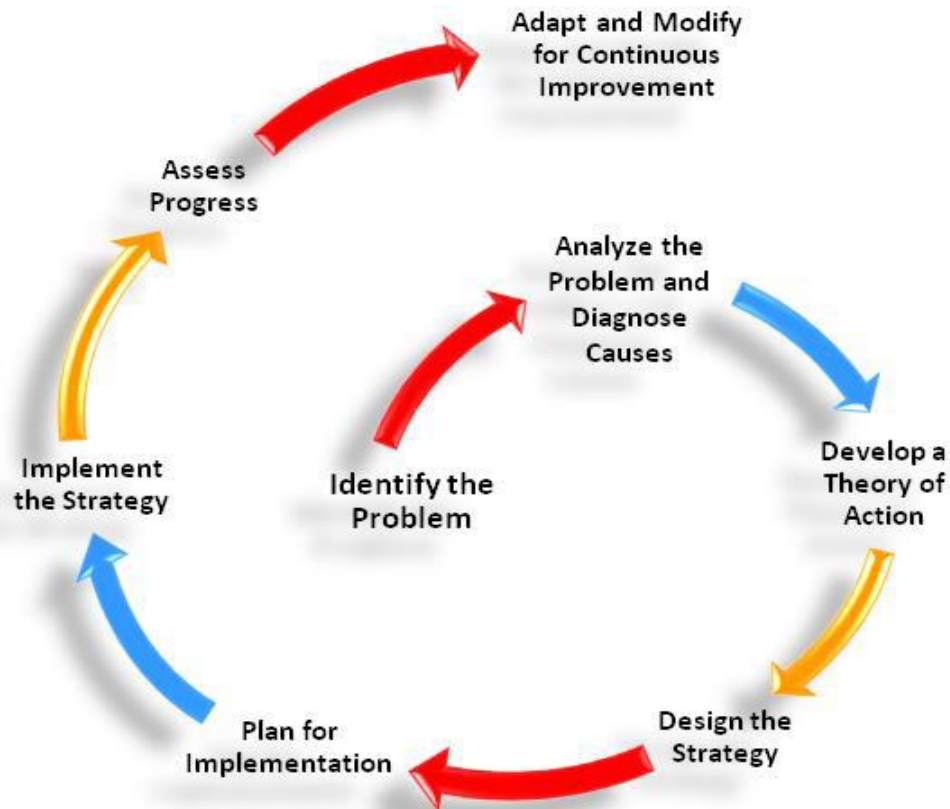 Identify the
Problem
Analyze the
Problem and
Diagnose
Causes
Develop a
Theory of
Action
Design the
Strategy
Plan for
Implementation
Implement
the Strategy
Assess
Progress
Adapt and Modify
for Continuous
Improvement